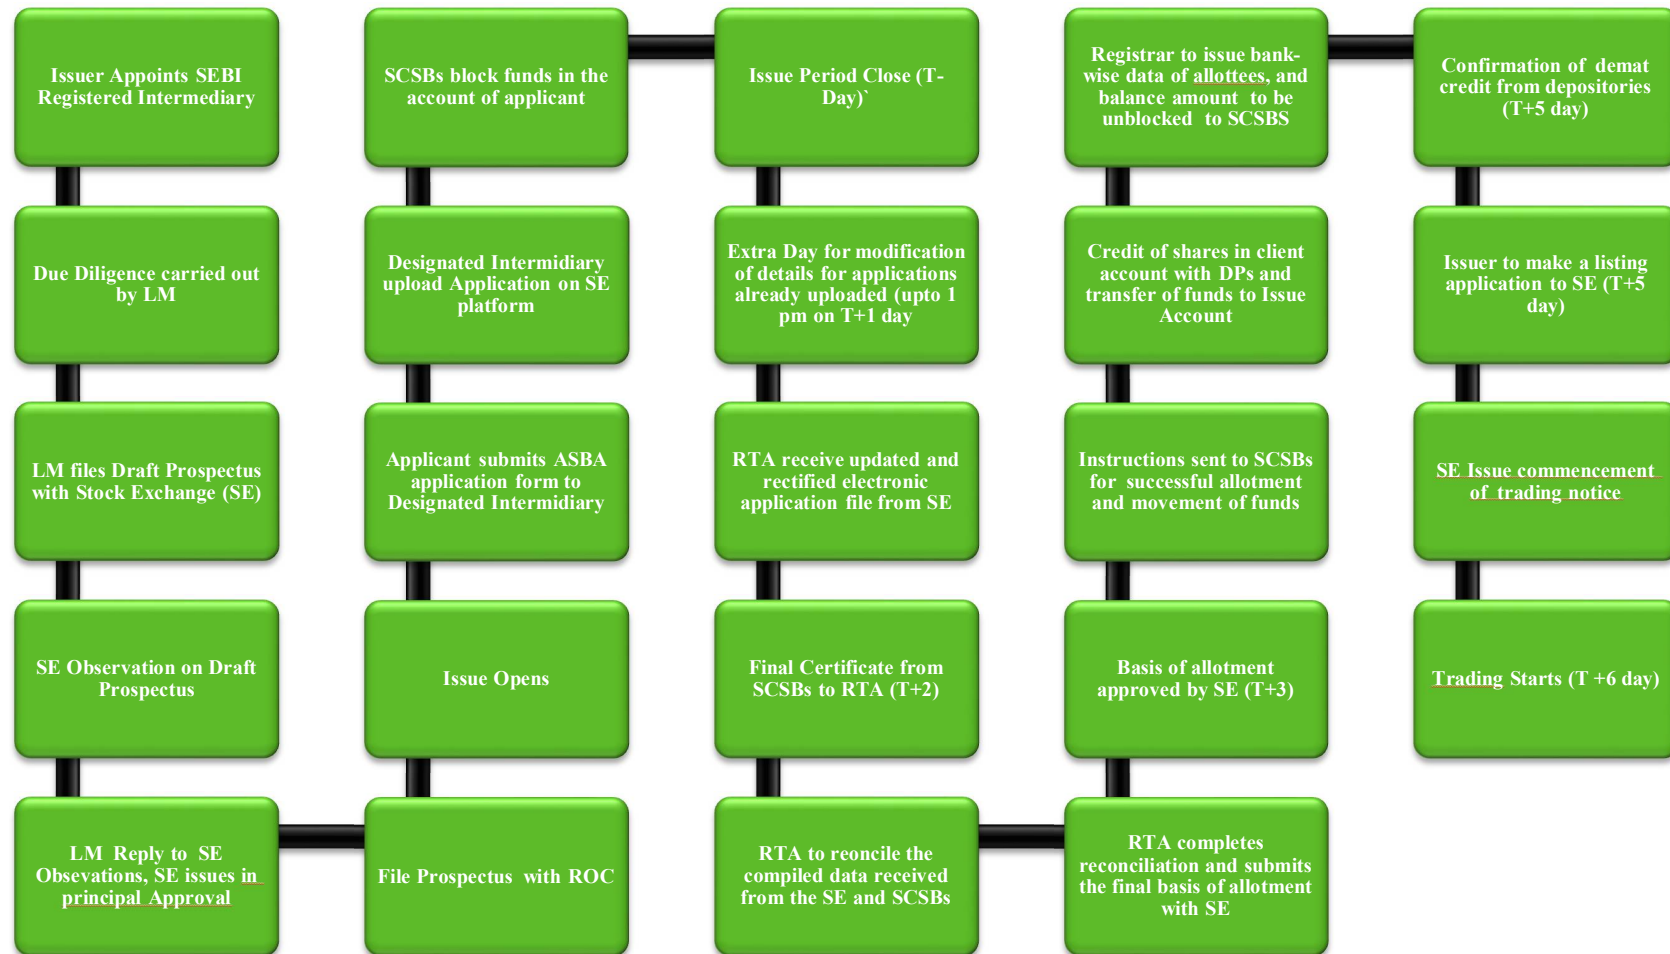 Issuer Appoints SEBI
Registered Intermediary
Due Diligence carried out
by LM
LM files Draft Prospectus
with Stock Exchange (SE)
SE Observation on Draft
Prospectus
LM Reply to SE
Obsevations, SE issues in
principal Approval
File Prospectus with ROC
Issue Opens
Applicant submits ASBA
application form to
Designated Intermidiary
Designated Intermidiary
upload Application on SE
platform
SCSBs block funds in the
account of applicant
Issue Period Close (T-
Day)`
Extra Day for modification
of details for applications
already uploaded (upto 1
pm on T+1 day
RTA receive updated and
rectified electronic
application file from SE
Final Certificate from
SCSBs to RTA (T+2)
RTA to reconcile the
compiled data received
from the SE and SCSBs
RTA completes
reconciliation and submits
the final basis of allotment
with SE
Basis of allotment
approved by SE (T+3)
Instructions sent to SCSBs
for successful allotment
and movement of funds
Credit of shares in client
account with DPs and
transfer of funds to Issue
Account
Registrar to issue bank-
wise data of allottees, and
balance amount to be
unblocked to SCSBS
Confirmation of demat
credit from depositories
(T+5 day)
Issuer to make a listing
application to SE (T+5
day)
SE Issue commencement
of trading notice
Trading Starts (T +6 day)